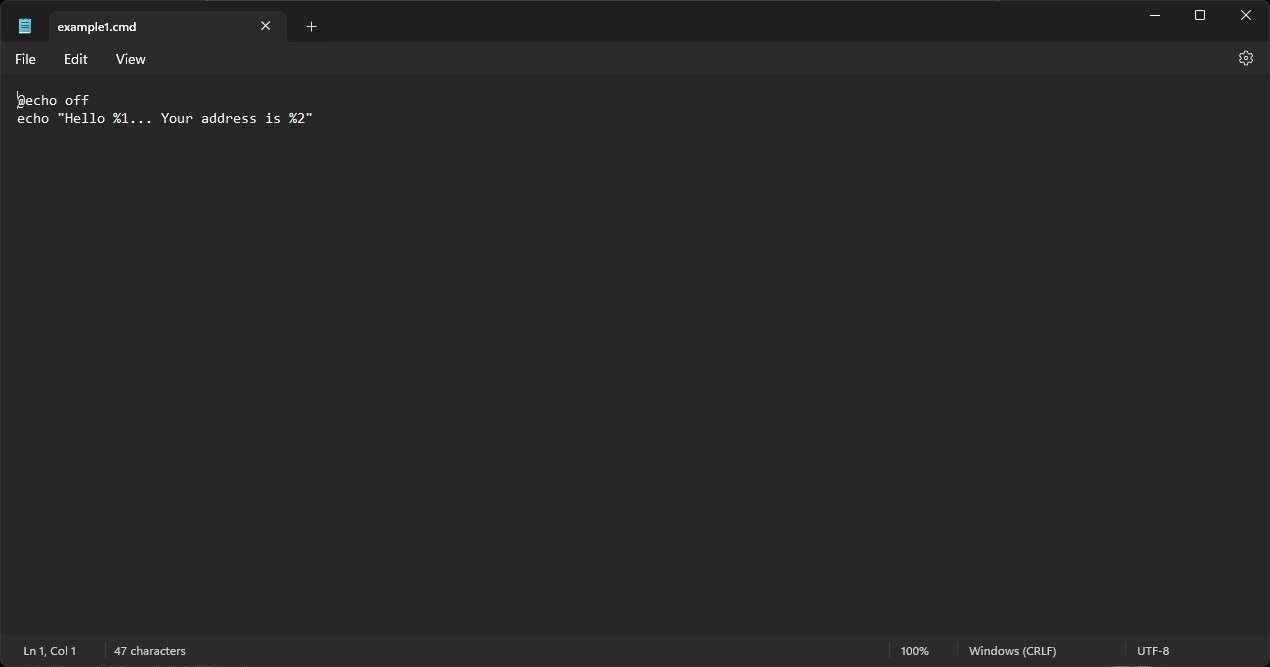 example1.cmd
File Edit View
@echo off
echo "Hello %1... Your address is %2"
Ln 1, Col 1 47 characters 100% Windows (CRLF) UTF-8